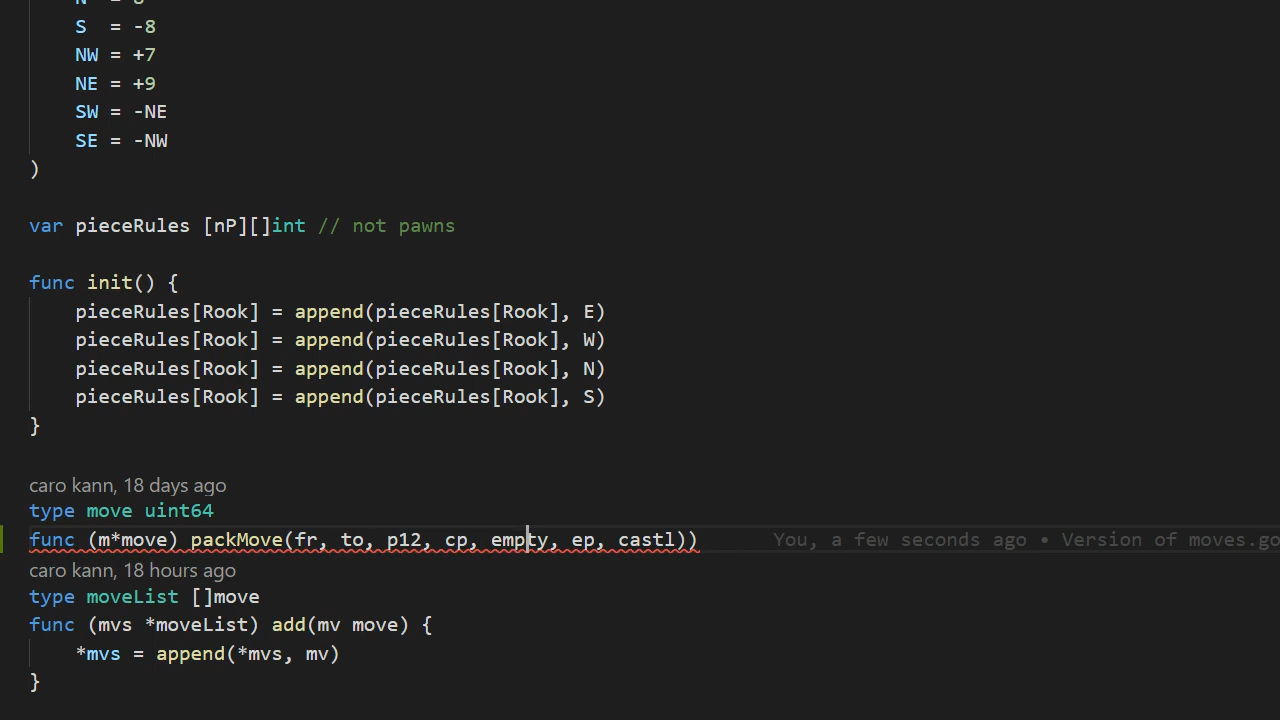 S  = -8
NW = +7
NE = +9
SW = -NE
SE = -NW
)
var pieceRules [nP][]int // not pawns
func init() {
pieceRules[Rook] = append(pieceRules[Rook], E)
pieceRules[Rook] = append(pieceRules[Rook], W)
pieceRules[Rook] = append(pieceRules[Rook], N)
pieceRules[Rook] = append(pieceRules[Rook], S)
}
caro kann, 18 days ago
type move uint64
func (m*move) packMove(fr, to, p12, cp, empty, ep, castl)) You, a few seconds ago • Version of moves.go
caro kann, 18 hours ago
type moveList []move
func (mvs *moveList) add(mv move) {
*mvs = append(*mvs, mv)
}